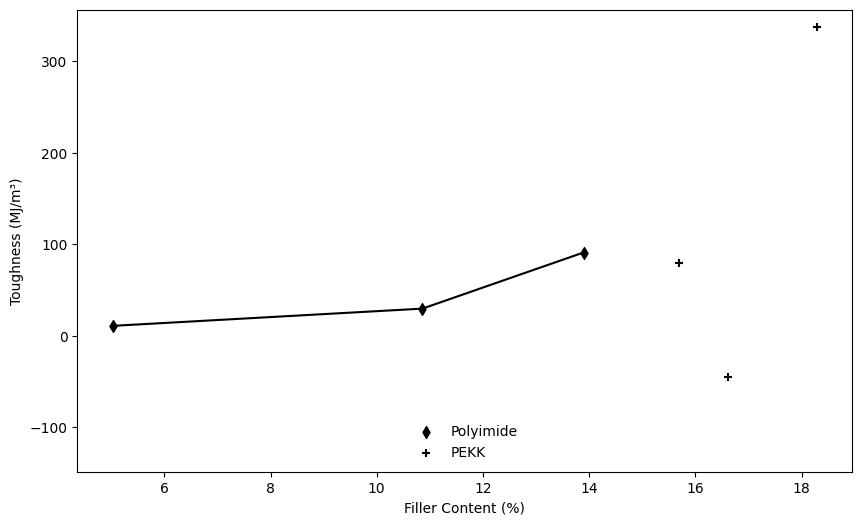 300
200
100
0
−100
Toughness (MJ/m³)
Polyimide
PEKK
6 8 10 12 14 16 18
Filler Content (%)